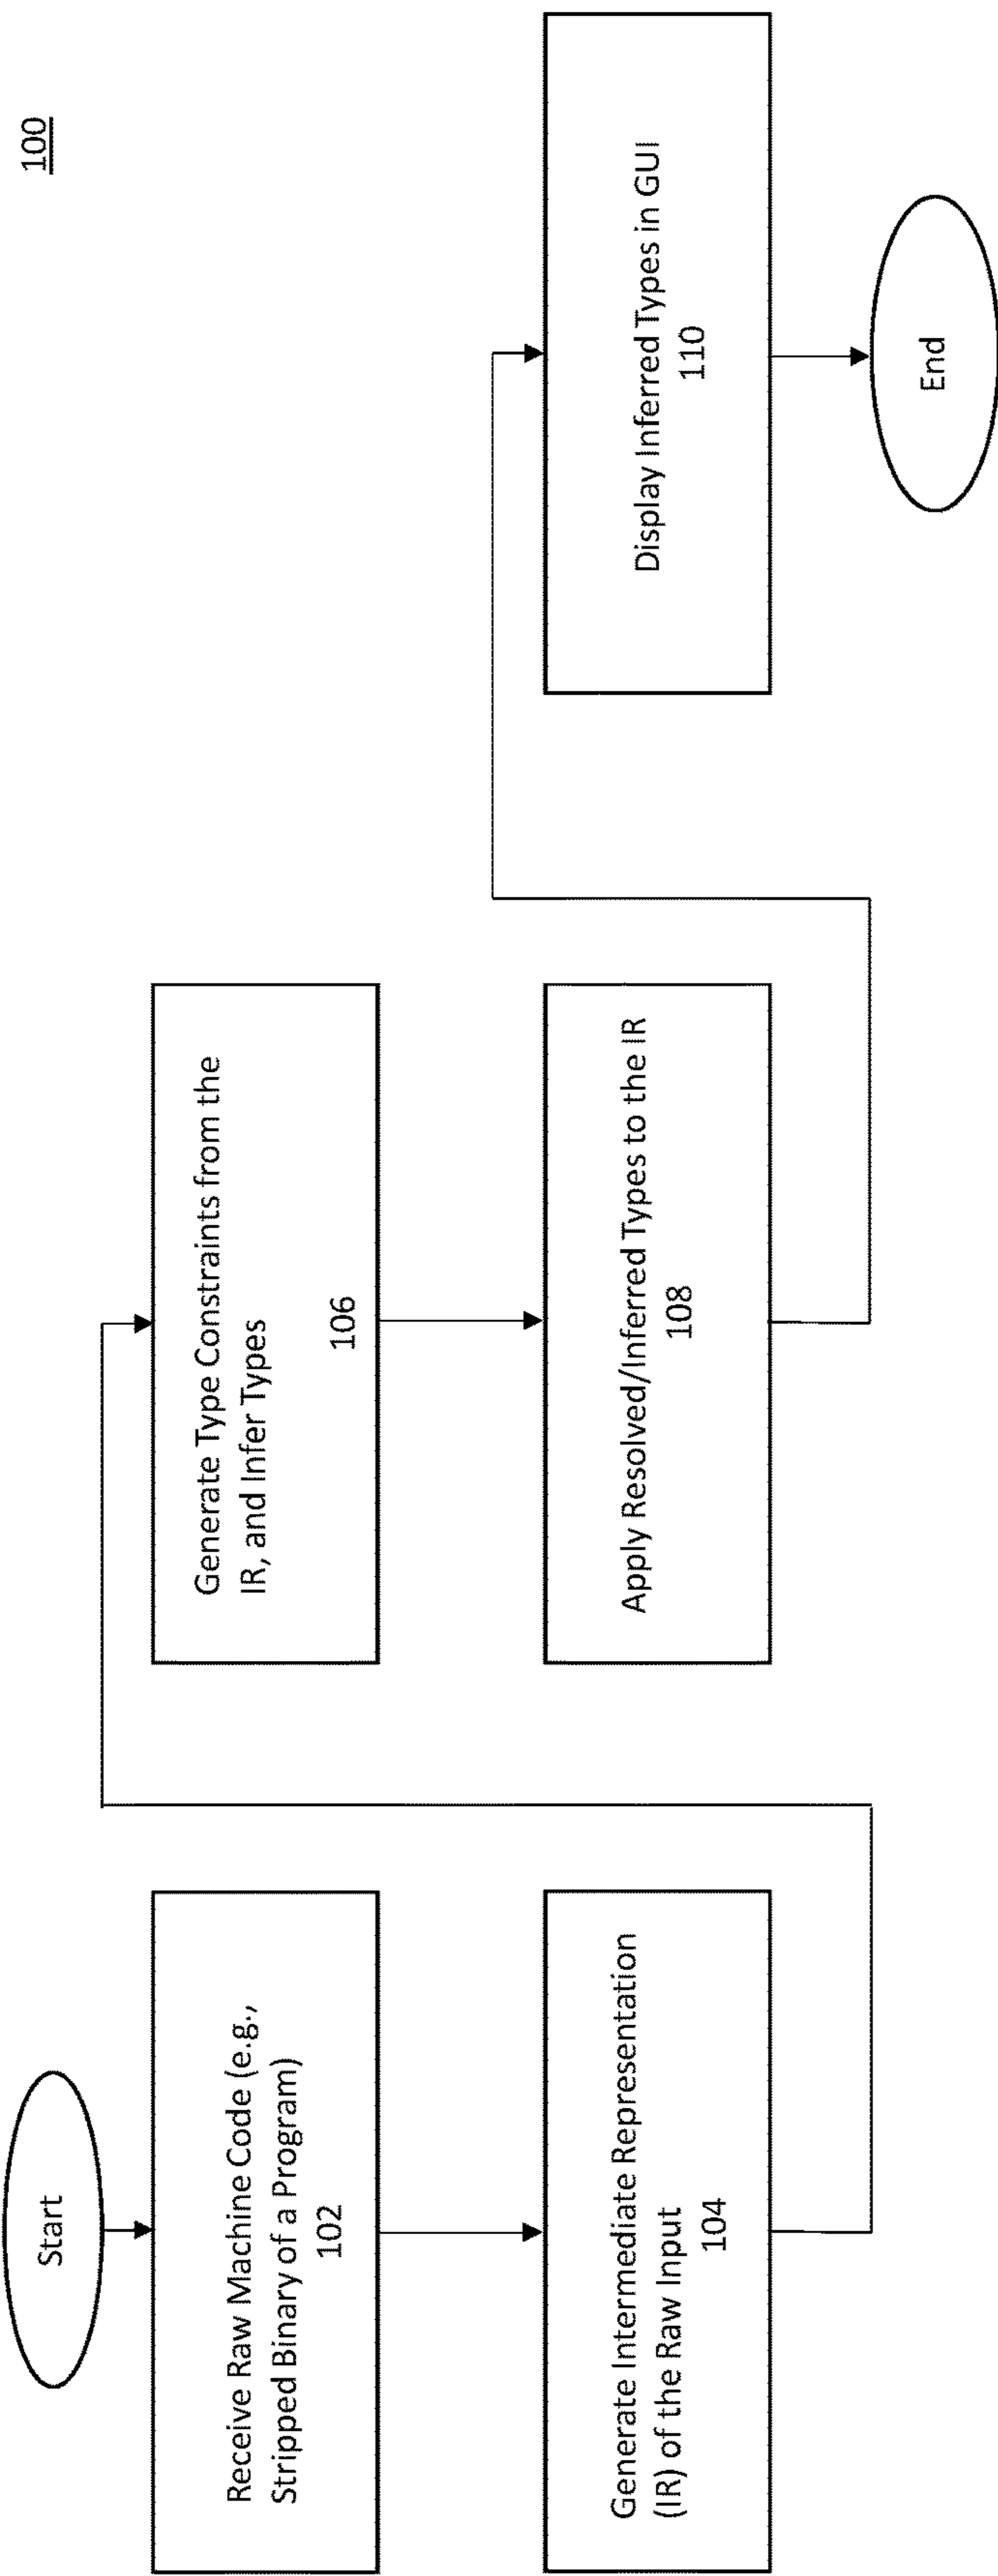 100
Start
Receive Raw Machine Code (e.g.,
Stripped Binary of a Program)
102
Generate Intermediate Representation
(IR) of the Raw Input
104
Generate Type Constraints from the
IR, and Infer Types
106
Apply Resolved/Inferred Types to the IR
108
Display Inferred Types in GUI
110
End